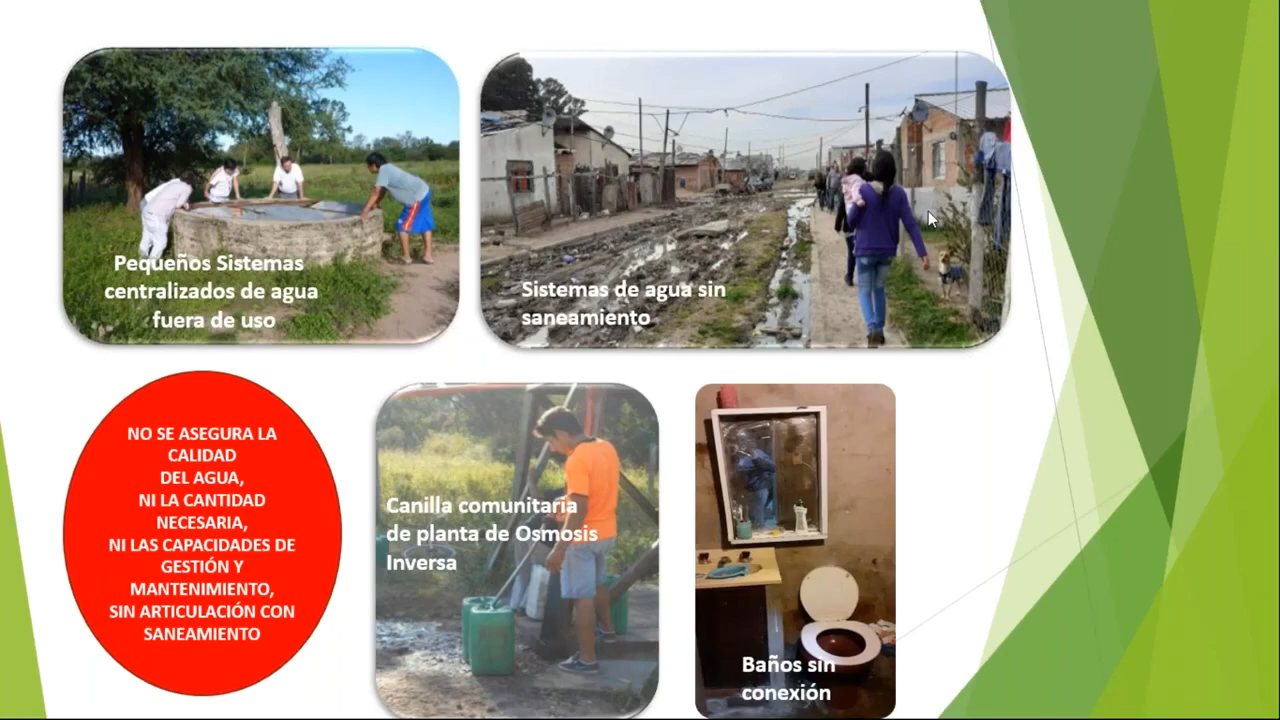 Pequeños Sistemas
centralizados de agua
fuera de uso
Sistemas de agua sin
saneamiento
NO SE ASEGURA LA
CALIDAD
DEL AGUA,
NI LA CANTIDAD
NECESARIA,
NI LAS CAPACIDADES DE
GESTIÓN Y
MANTENIMIENTO,
SIN ARTICULACIÓN CON
SANEAMIENTO
Canilla comunitaria
de planta de Osmosis
Inversa
Baños sin
conexión